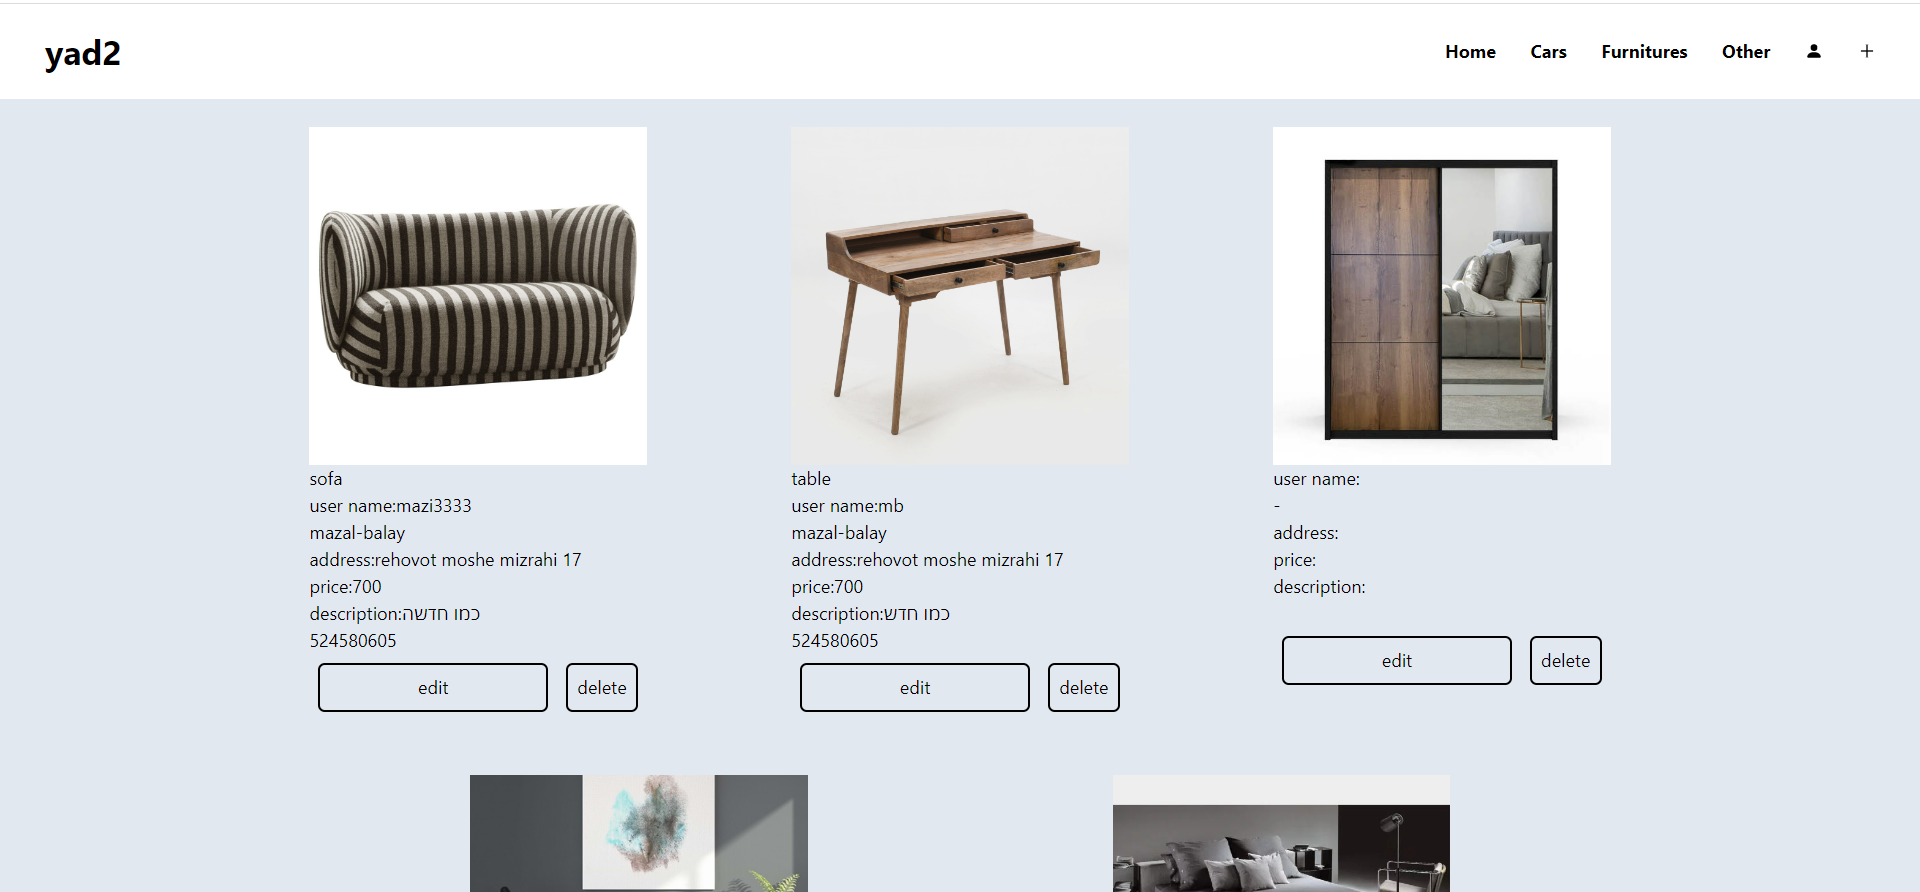 yad2
Home Cars Furnitures Other +
sofa
user name:mazi3333
mazal-balay
address:rehovot moshe mizrahi 17
price:700
description:כמו חדשה
524580605
edit delete
table
user name:mb
mazal-balay
address:rehovot moshe mizrahi 17
price:700
description:כמו חדש
524580605
edit delete
user name:
-
address:
price:
description:
edit delete